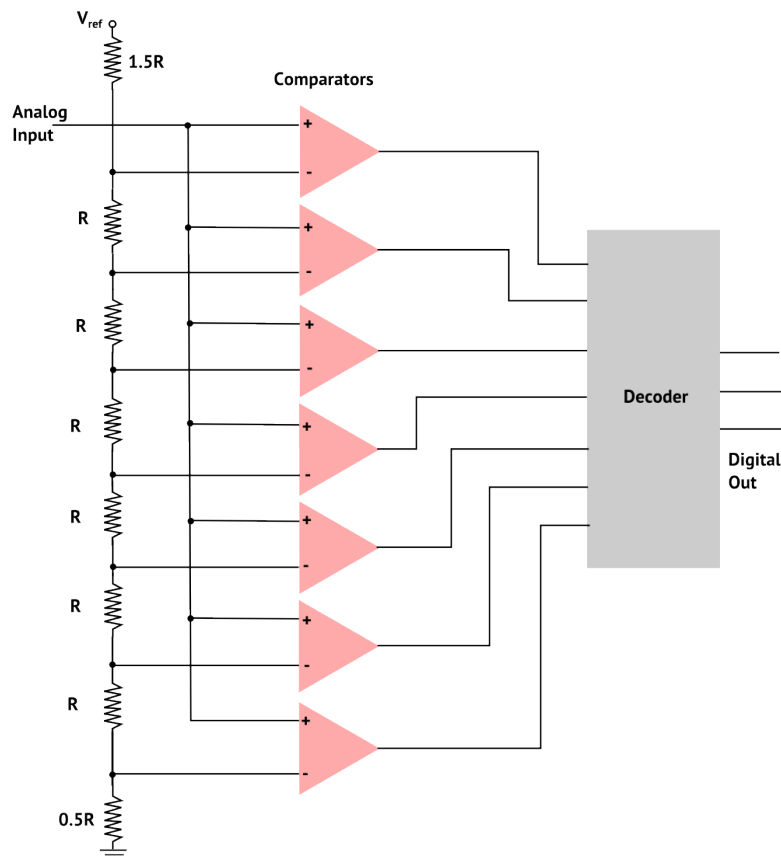 Vref
1.5R
Comparators
Analog
Input
+
-
R
+
-
R
+
-
R
+
-
Decoder
R
+
-
Digital
Out
R
+
-
R
+
-
0.5R